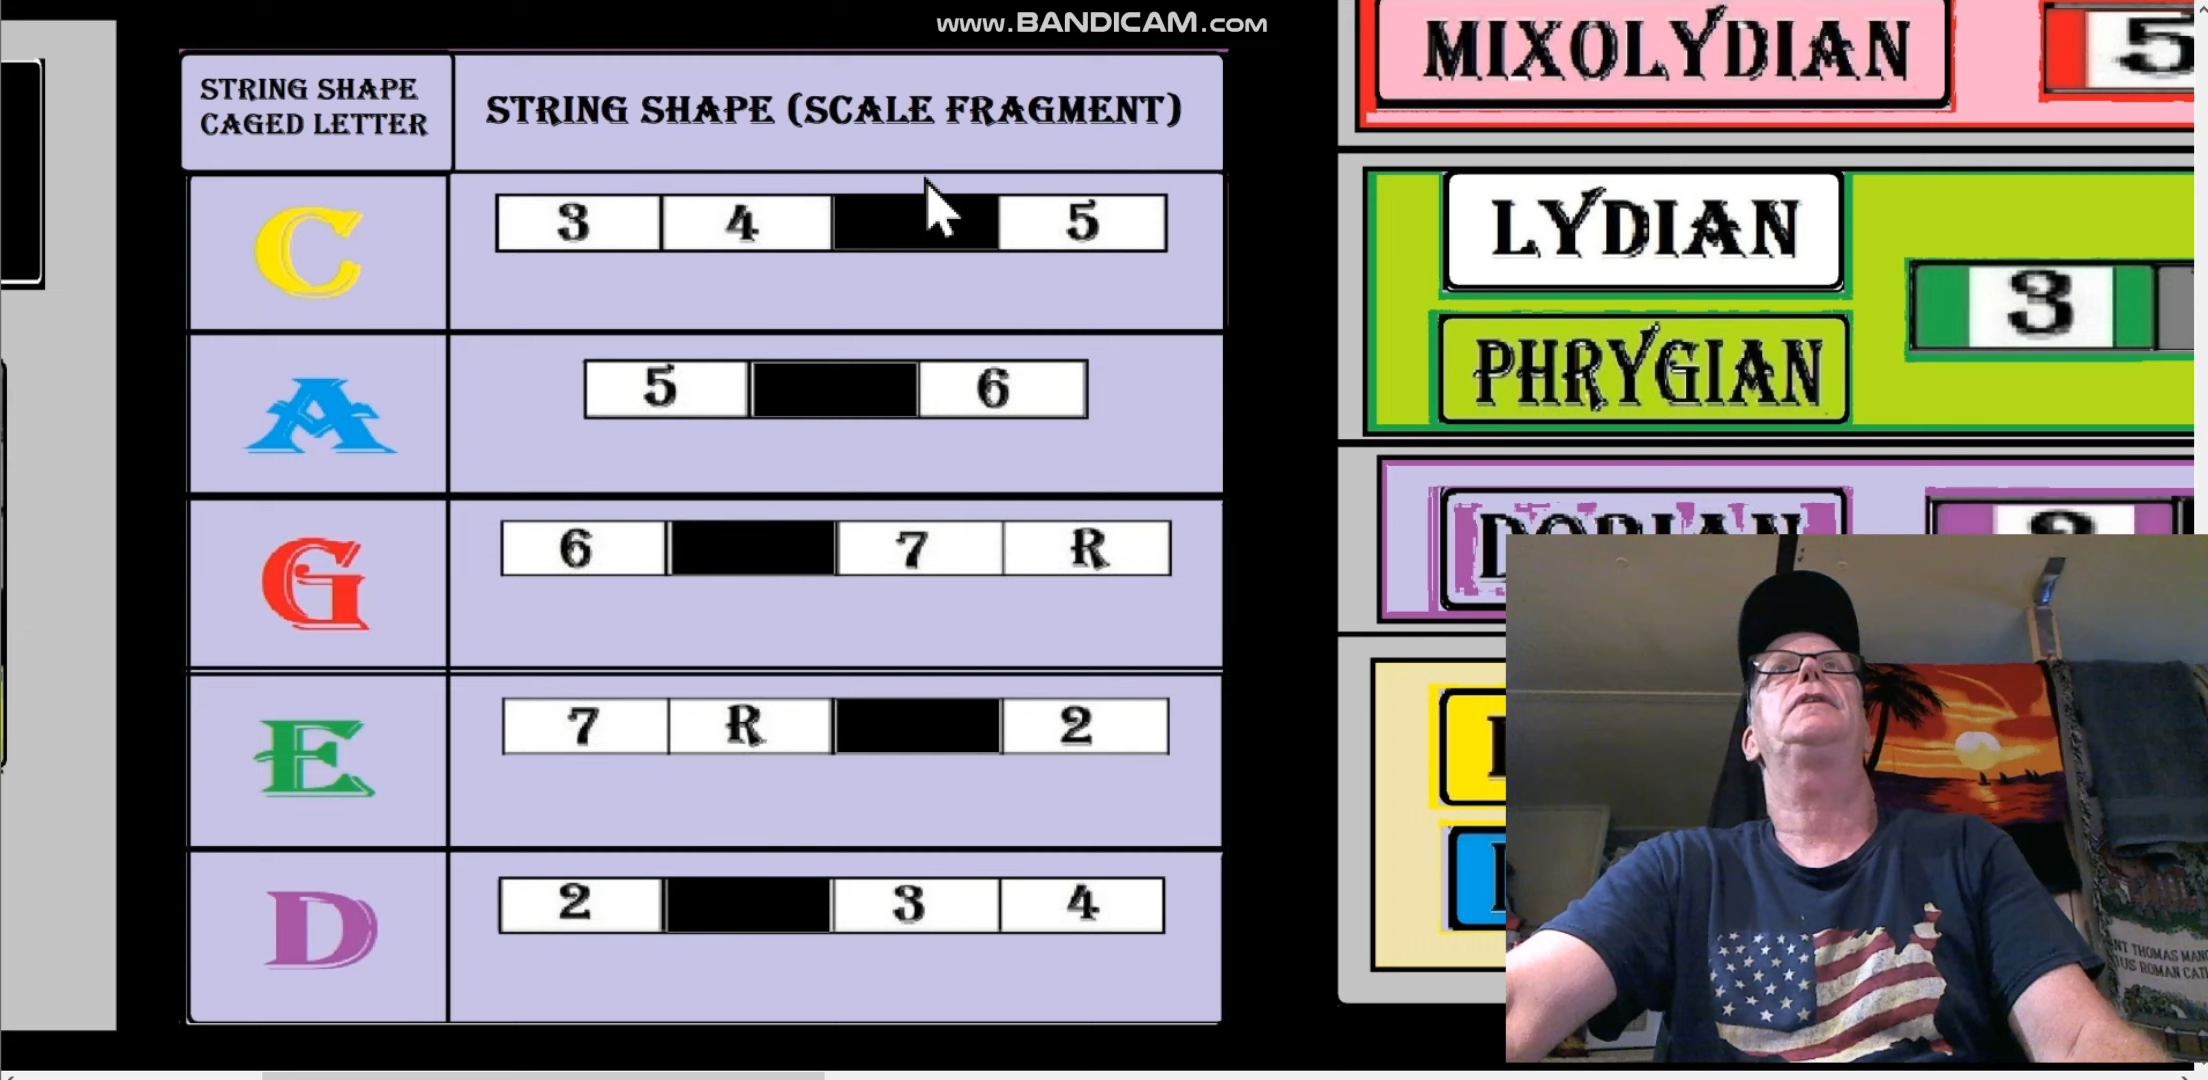 WWW.BANDICAM.COM
STRING SHAPE
CAGED LETTER
STRING SHAPE (SCALE FRAGMENT)
C
3 4 5
A
5 6
G
6 7 R
E
7 R 2
D
2 3 4
MIXOLYDIAN
5
LYDIAN
3
PHRYGIAN
DORIAN